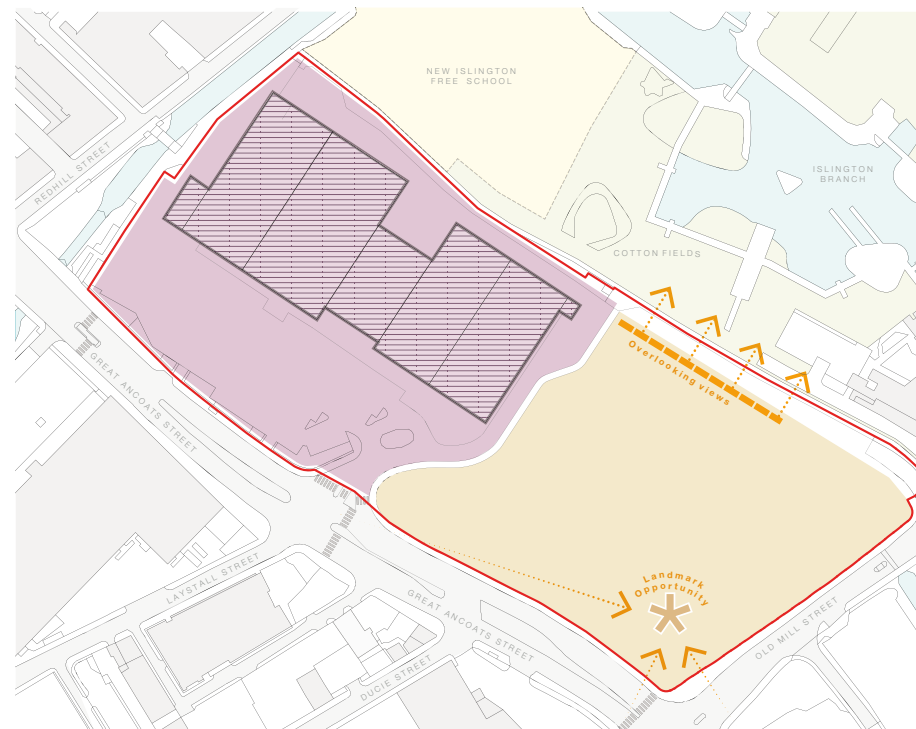 NEW ISLINGTON
FREE SCHOOL
ISLINGTON
BRANCH
REDHILL STREET
COTTON FIELDS
Overlooking views
GREAT ANCOATS STREET
LAYSTALL STREET
Landmark
Opportunity
GREAT ANCOATS STREET
OLD MILL STREET
DUCIE STREET